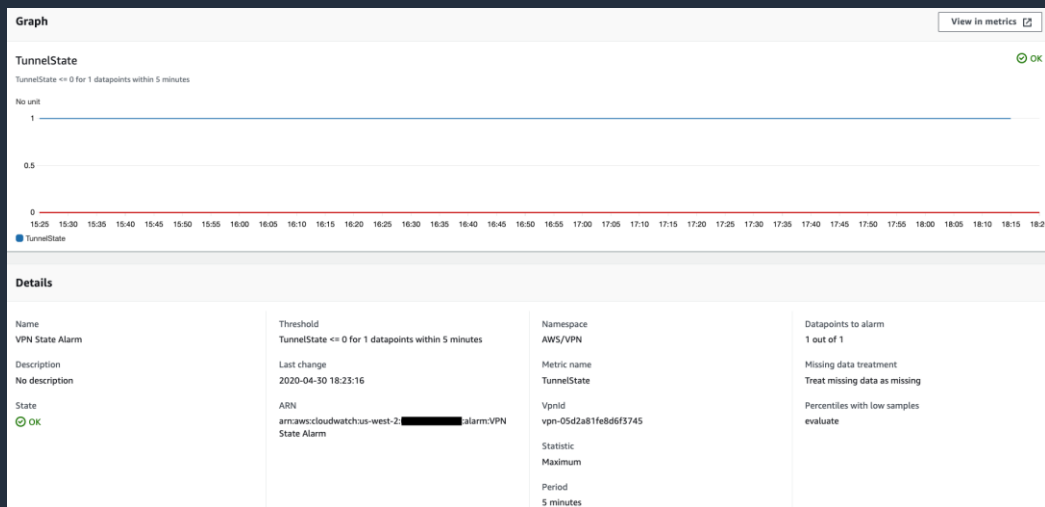 Graph
View in metrics
TunnelState
OK
TunnelState <= 0 for 1 datapoints within 5 minutes
No unit
1
0.5
0
15:25 15:30 15:35 15:40 15:45 15:50 15:55 16:00 16:05 16:10 16:15 16:20 16:25 16:30 16:35 16:40 16:45 16:50 16:55 17:00 17:05 17:10 17:15 17:20 17:25 17:30 17:35 17:40 17:45 17:50 17:55 18:00 18:05 18:10 18:15 18:2
TunnelState
Details
Name
VPN State Alarm
Description
No description
State
OK
Threshold
TunnelState <= 0 for 1 datapoints within 5 minutes
Last change
2020-04-30 18:23:16
ARN
arn:aws:cloudwatch:us-west-2: :alarm:VPN
State Alarm
Namespace
AWS/VPN
Metric name
TunnelState
VpnId
vpn-05d2a81fe8d6f3745
Statistic
Maximum
Period
5 minutes
Datapoints to alarm
1 out of 1
Missing data treatment
Treat missing data as missing
Percentiles with low samples
evaluate